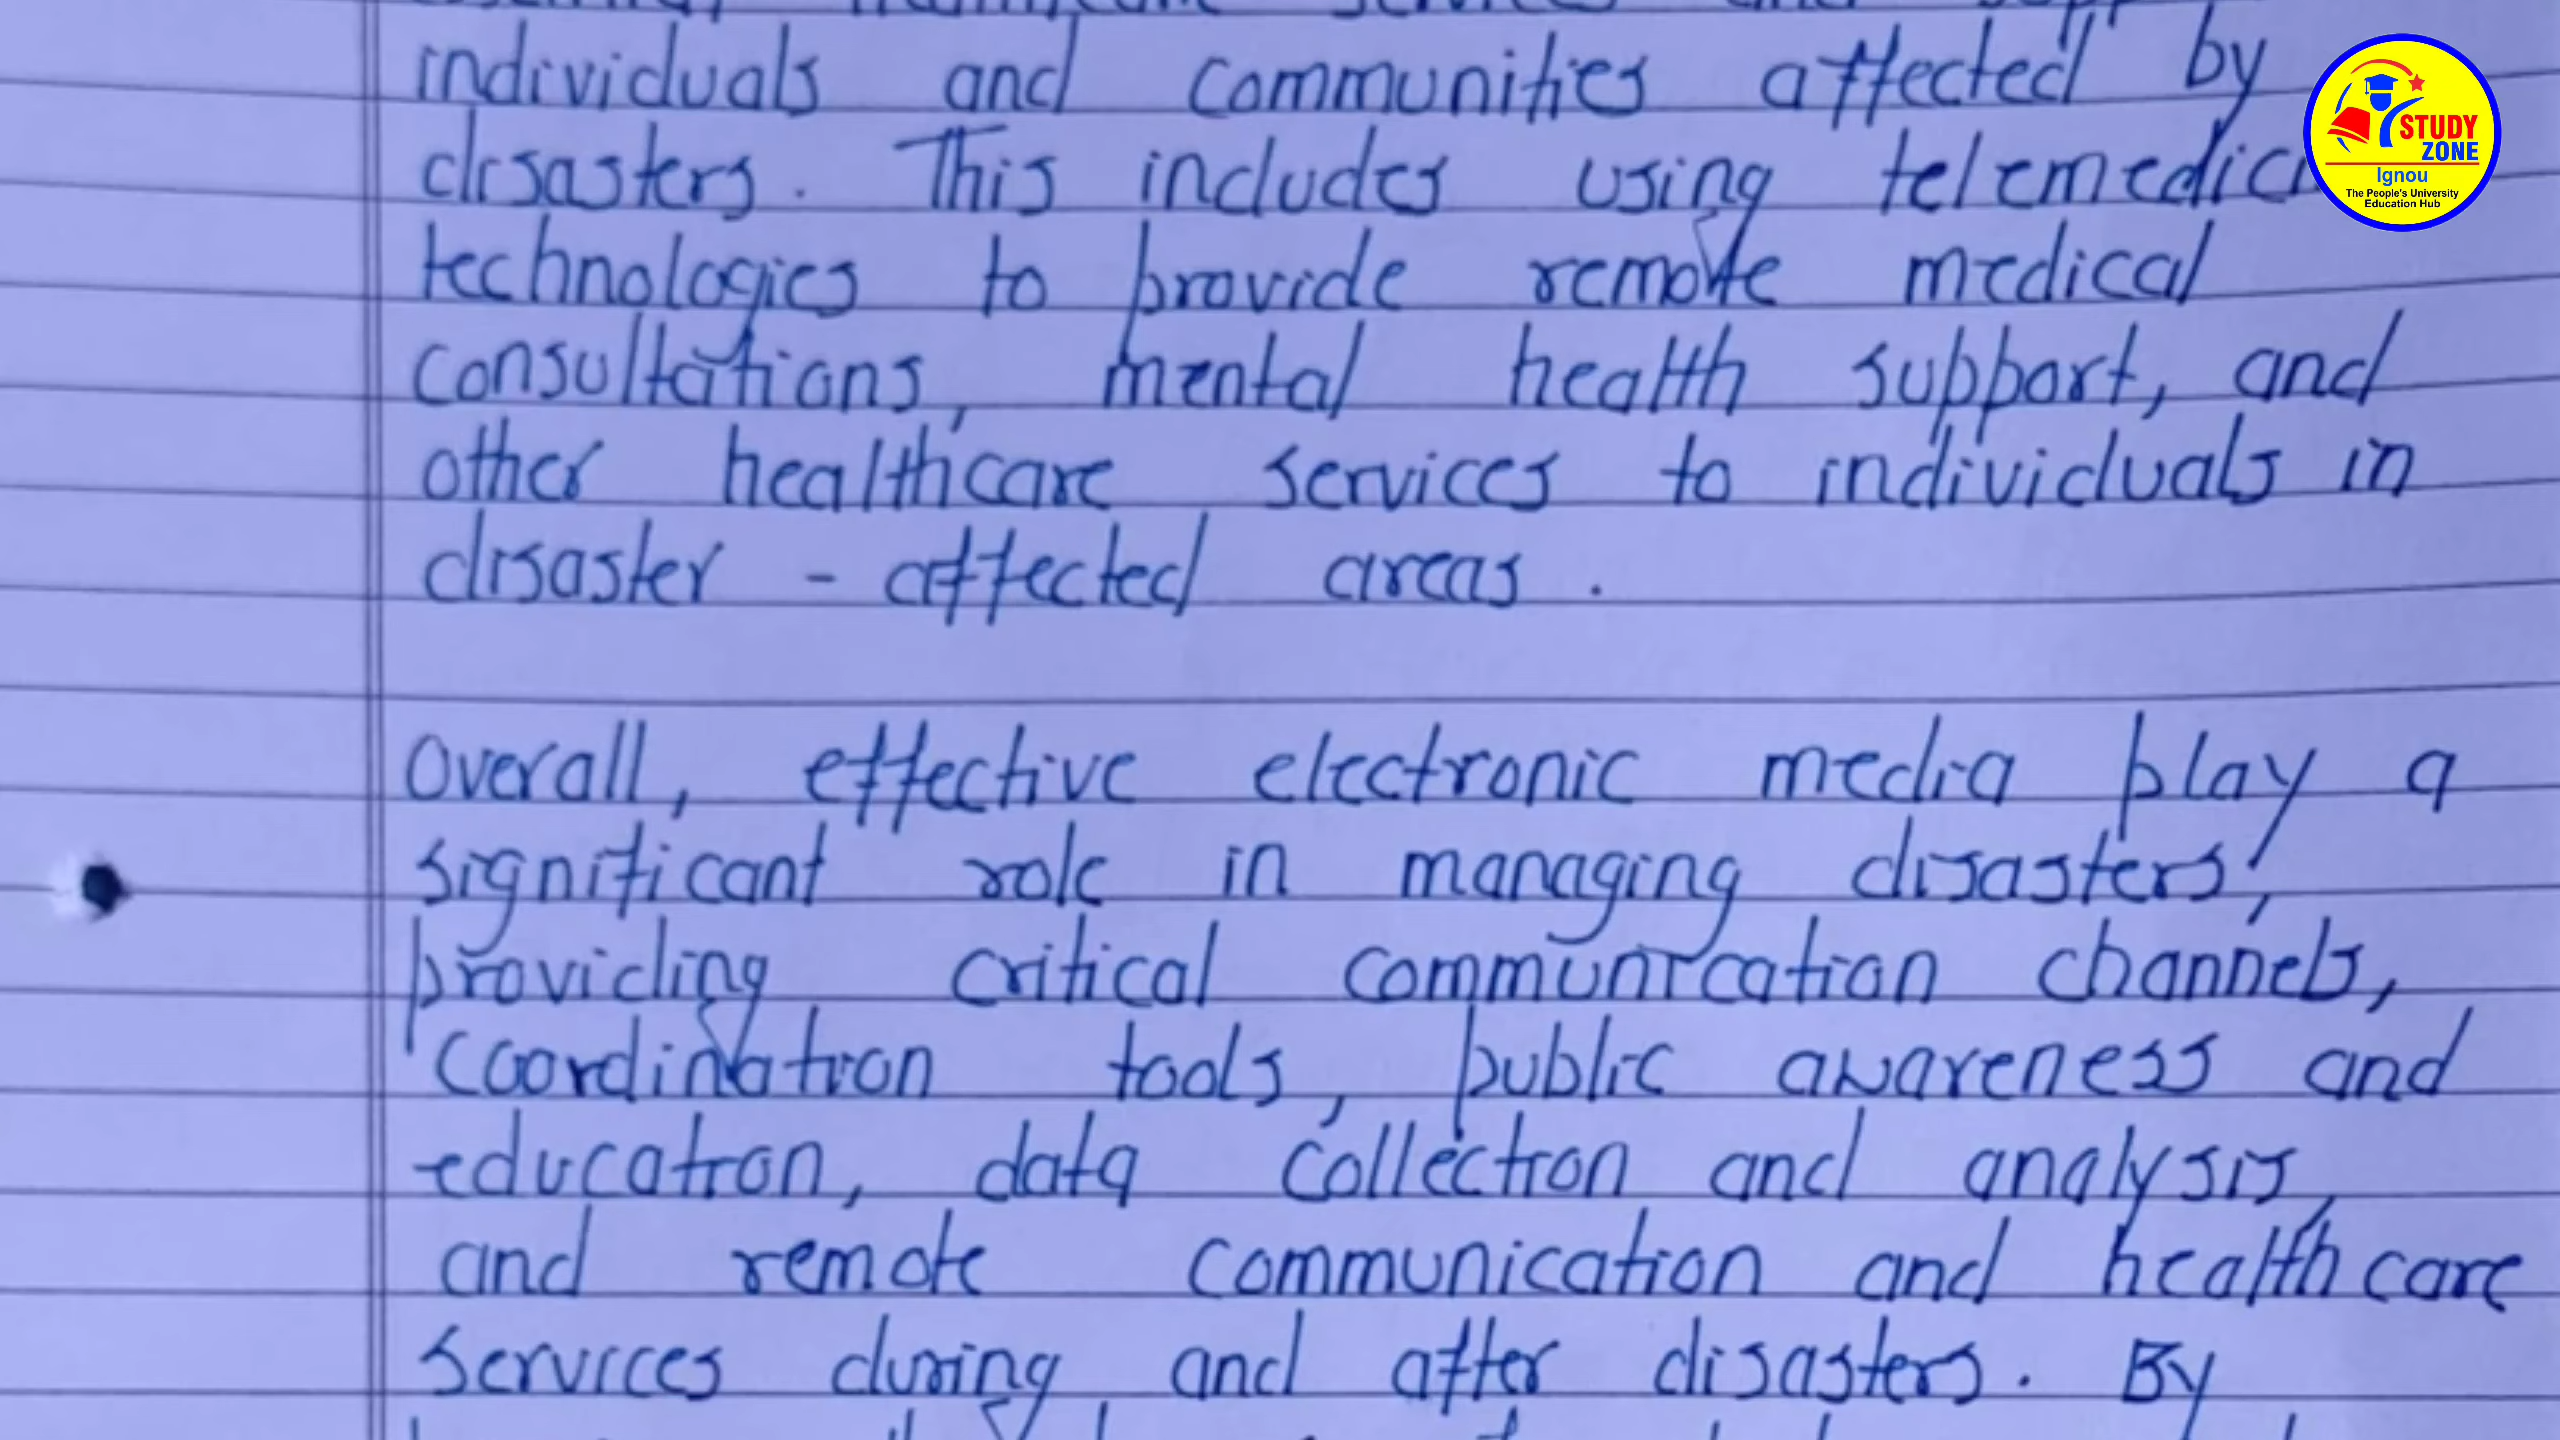 healthcare services and
individuals and communities affected by
disasters. This includes using
technologies to provide remote medical
consultations, mental health support, and
other healthcare services to individuals in
disaster - affected areas.
Overall, effective electronic media play a
significant role in managing disasters,
providing critical communication channels,
coordination tools, public awareness and
education, data collection and analysis,
and remote communication and healthcare
services during and after disasters. By
STUDY
ZONE
Ignou
The People's University
Education Hub